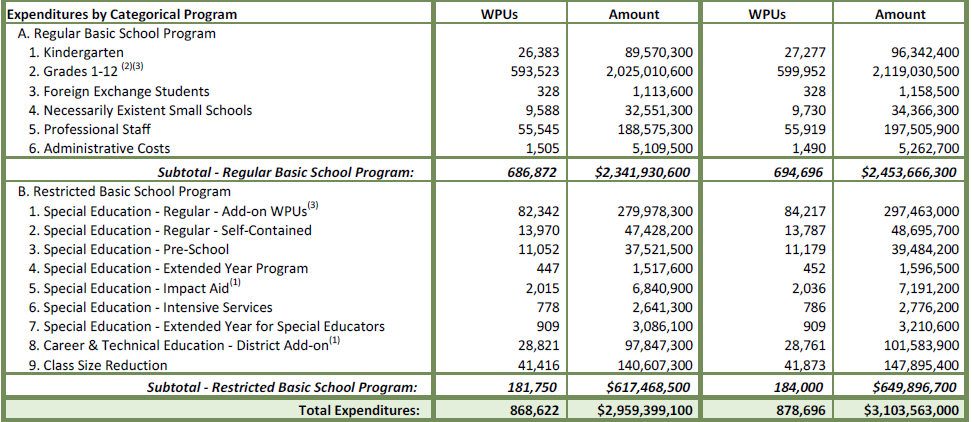 Expenditures by Categorical Program WPUs Amount WPUs Amount
A. Regular Basic School Program
1. Kindergarten 26,383 89,570,300 27,277 96,342,400
2. Grades 1-12 (2)(3) 593,523 2,025,010,600 599,952 2,119,030,500
3. Foreign Exchange Students 328 1,113,600 328 1,158,500
4. Necessarily Existent Small Schools 9,588 32,551,300 9,730 34,366,300
5. Professional Staff 55,545 188,575,300 55,919 197,505,900
6. Administrative Costs 1,505 5,109,500 1,490 5,262,700
Subtotal - Regular Basic School Program: 686,872 $2,341,930,600 694,696 $2,453,666,300
B. Restricted Basic School Program
1. Special Education - Regular - Add-on WPUs(3) 82,342 279,978,300 84,217 297,463,000
2. Special Education - Regular - Self-Contained 13,970 47,428,200 13,787 48,695,700
3. Special Education - Pre-School 11,052 37,521,500 11,179 39,484,200
4. Special Education - Extended Year Program 447 1,517,600 452 1,596,500
5. Special Education - Impact Aid(1) 2,015 6,840,900 2,036 7,191,200
6. Special Education - Intensive Services 778 2,641,300 786 2,776,200
7. Special Education - Extended Year for Special Educators 909 3,086,100 909 3,210,600
8. Career & Technical Education - District Add-on(1) 28,821 97,847,300 28,761 101,583,900
9. Class Size Reduction 41,416 140,607,300 41,873 147,895,400
Subtotal - Restricted Basic School Program: 181,750 $617,468,500 184,000 $649,896,700
Total Expenditures: 868,622 $2,959,399,100 878,696 $3,103,563,000